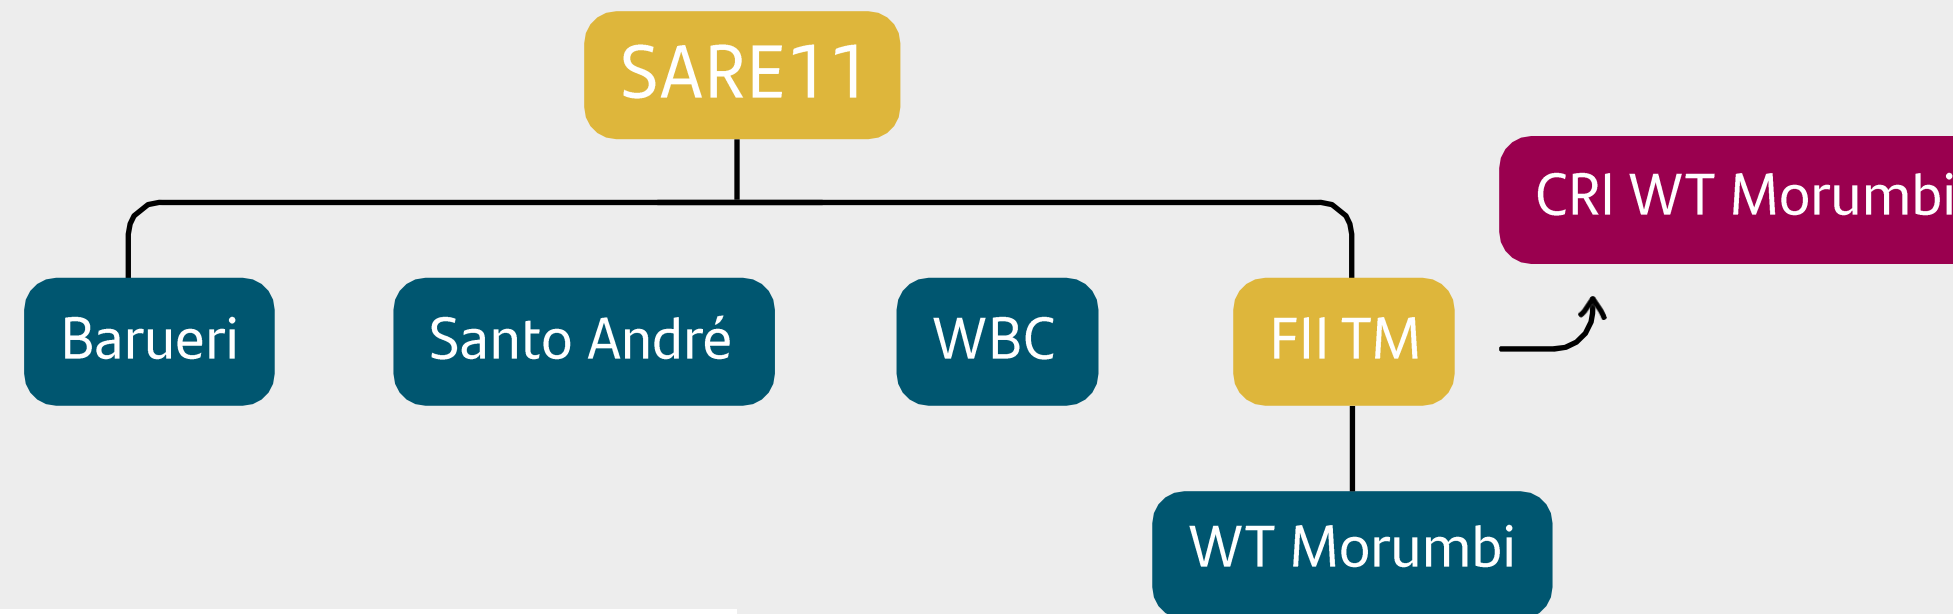 SARE11
CRI WT Morumbi
Barueri
Santo André
WBC
FII TM
WT Morumbi